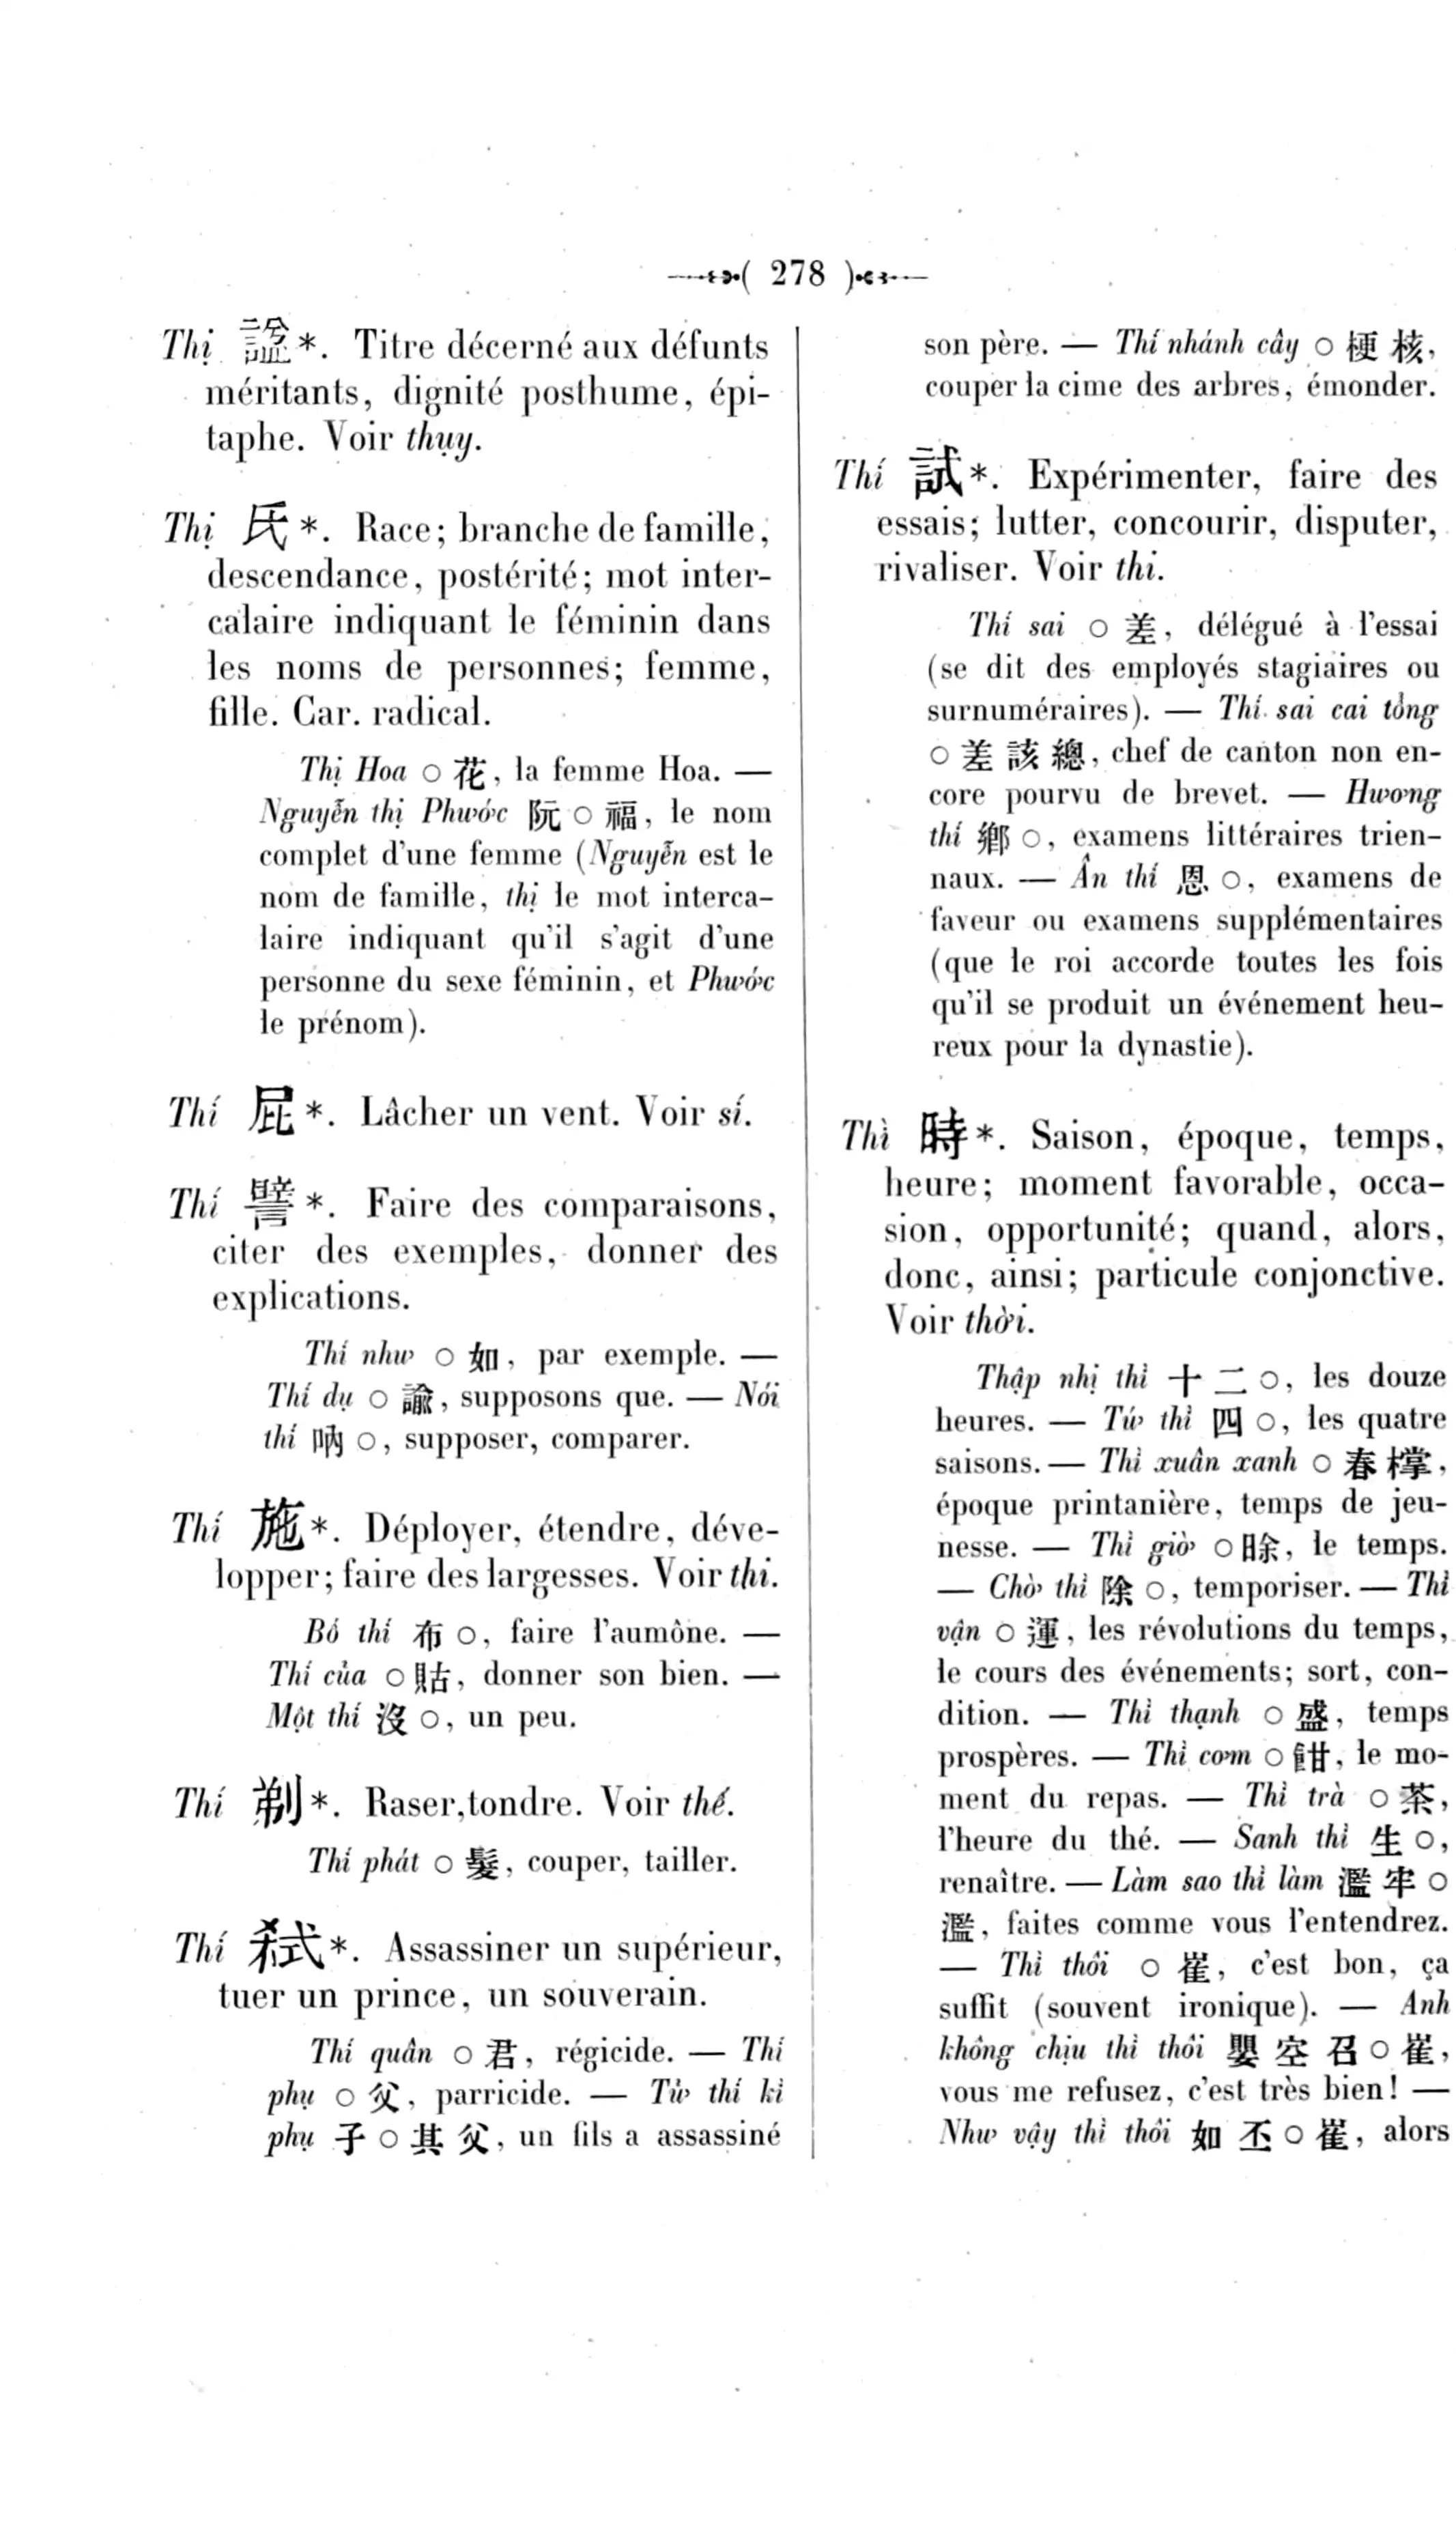 ( 278 )
Thị 諡*. Titre décerné aux défunts
méritants, dignité posthume, épi-
taphe. Voir thụy.
Thị 氏*. Race; branche de famille,
descendance, postérité; mot inter-
calaire indiquant le féminin dans
les noms de personnes; femme,
fille. Car. radical.
Thị Hoa ○ 花, la femme Hoa. —
Nguyễn thị Phước 阮 ○ 福, le nom
complet d'une femme (Nguyễn est le
nom de famille, thị le mot interca-
laire indiquant qu'il s'agit d'une
personne du sexe féminin, et Phước
le prénom).
Thí 屁*. Lâcher un vent. Voir sí.
Thí 譬*. Faire des comparaisons,
citer des exemples, donner des
explications.
Thí như ○ 如, par exemple. —
Thí dụ ○ 諭, supposons que. — Nói
thí 吶 ○, supposer, comparer.
Thí 施*. Déployer, étendre, déve-
lopper; faire des largesses. Voir thi.
Bố thí 布 ○, faire l'aumône. —
Thí của ○ 貼, donner son bien. —
Một thí 沒 ○, un peu.
Thí 剃*. Raser, tondre. Voir thế.
Thí phát ○ 髮, couper, tailler.
Thí 弑*. Assassiner un supérieur,
tuer un prince, un souverain.
Thí quân ○ 君, régicide. — Thí
phụ ○ 父, parricide. — Tử thí kì
phụ 子 ○ 其 父, un fils a assassiné
son père. — Thí nhánh cây ○ 梗 核,
couper la cime des arbres, émonder.
Thí 試*. Expérimenter, faire des
essais; lutter, concourir, disputer,
rivaliser. Voir thi.
Thí sai ○ 差, délégué à l'essai
(se dit des employés stagiaires ou
surnuméraires). — Thí sai cai tổng
○ 差 該 總, chef de canton non en-
core pourvu de brevet. — Hương
thí 鄉 ○, examens littéraires trien-
naux. — Ân thí 恩 ○, examens de
faveur ou examens supplémentaires
(que le roi accorde toutes les fois
qu'il se produit un événement heu-
reux pour la dynastie).
Thì 時*. Saison, époque, temps,
heure; moment favorable, occa-
sion, opportunité; quand, alors,
donc, ainsi; particule conjonctive.
Voir thời.
Thập nhị thì 十 二 ○, les douze
heures. — Tứ thì 四 ○, les quatre
saisons. — Thì xuân xanh ○ 春 撑,
époque printanière, temps de jeu-
nesse. — Thì giờ ○ 䬷, le temps.
— Chờ thì 除 ○, temporiser. — Thì
vận ○ 運, les révolutions du temps,
le cours des événements; sort, con-
dition. — Thì thạnh ○ 盛, temps
prospères. — Thì cơm ○ 䬻, le mo-
ment du repas. — Thì trà ○ 茶,
l'heure du thé. — Sanh thì 生 ○,
renaître. — Làm sao thì làm 濫 牢 ○
濫, faites comme vous l'entendrez.
— Thì thôi ○ 崔, c'est bon, ça
suffit (souvent ironique). — Anh
không chịu thì thôi 嬰 空 召 ○ 崔,
vous me refusez, c'est très bien! —
Như vậy thì thôi 如 丕 ○ 崔, alors